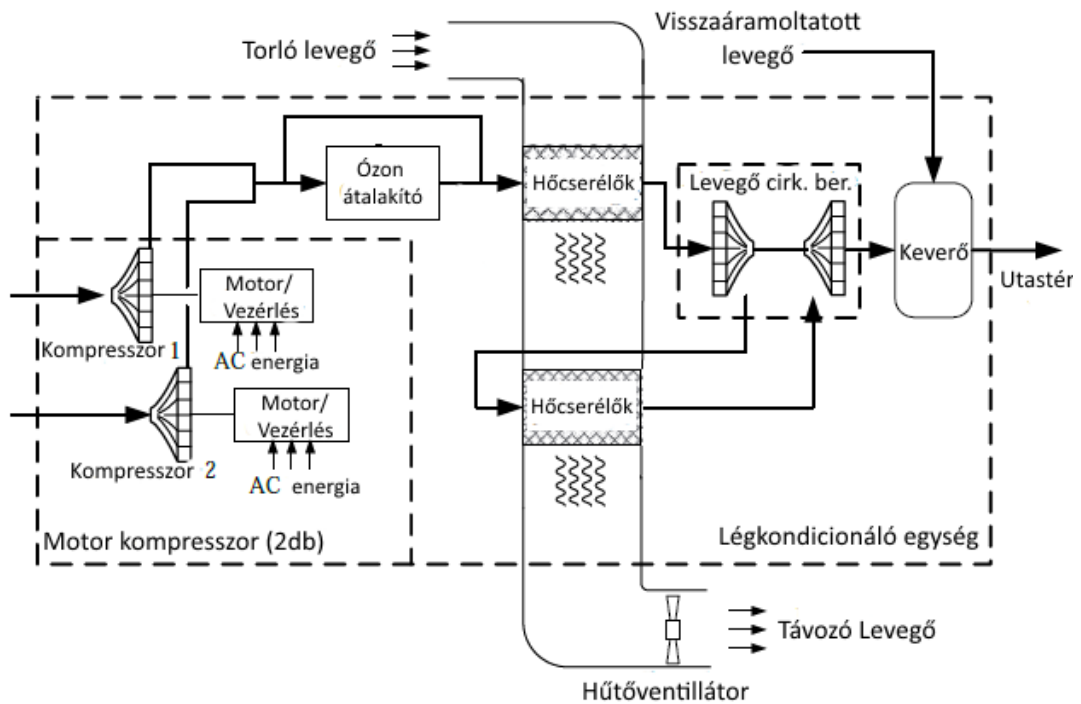 Torló levegő
Visszaáramoltatott
levegő
Ózon
átalakító
Hőcserélők
Levegő cirk. ber.
Keverő
Utastér
Motor/
Vezérlés
AC energia
Kompresszor 1
Hőcserélők
Motor/
Vezérlés
AC energia
Kompresszor 2
Motor kompresszor (2db)
Légkondicionáló egység
Távozó Levegő
Hűtőventillátor